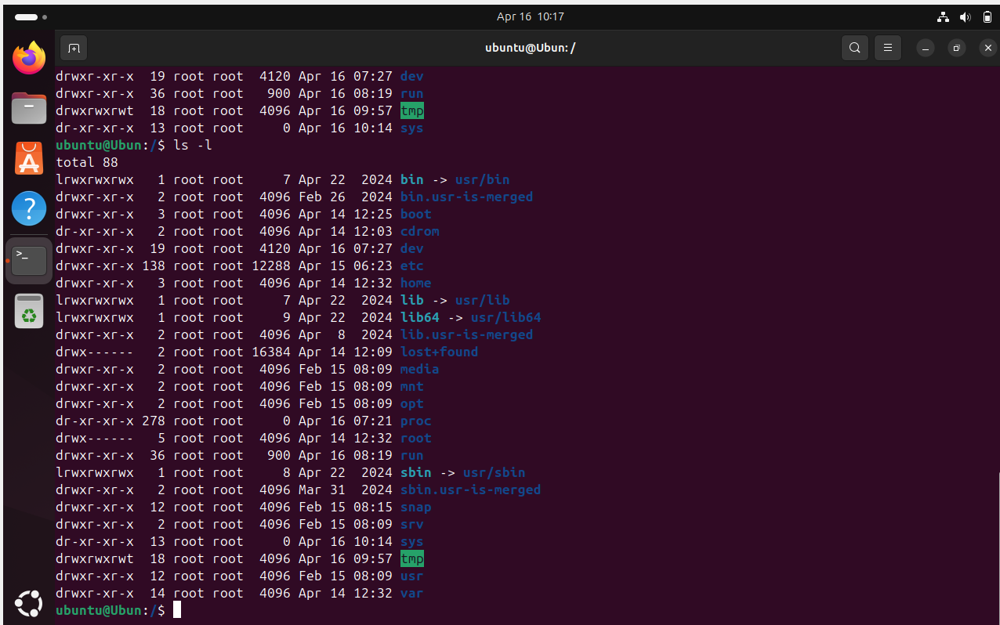 Apr 16 10:17
ubuntu@Ubun: /
drwxr-xr-x  19 root root  4120 Apr 16 07:27 dev
drwxr-xr-x  36 root root   900 Apr 16 08:19 run
drwxrwxrwt  18 root root  4096 Apr 16 09:57 tmp
dr-xr-xr-x  13 root root     0 Apr 16 10:14 sys
ubuntu@Ubun:/$ ls -l
total 88
lrwxrwxrwx   1 root root     7 Apr 22  2024 bin -> usr/bin
drwxr-xr-x   2 root root  4096 Feb 26  2024 bin.usr-is-merged
drwxr-xr-x   3 root root  4096 Apr 14 12:25 boot
dr-xr-xr-x   2 root root  4096 Apr 14 12:03 cdrom
drwxr-xr-x  19 root root  4120 Apr 16 07:27 dev
drwxr-xr-x 138 root root 12288 Apr 15 06:23 etc
drwxr-xr-x   3 root root  4096 Apr 14 12:32 home
lrwxrwxrwx   1 root root     7 Apr 22  2024 lib -> usr/lib
lrwxrwxrwx   1 root root     9 Apr 22  2024 lib64 -> usr/lib64
drwxr-xr-x   2 root root  4096 Apr  8  2024 lib.usr-is-merged
drwx------   2 root root 16384 Apr 14 12:09 lost+found
drwxr-xr-x   2 root root  4096 Feb 15 08:09 media
drwxr-xr-x   2 root root  4096 Feb 15 08:09 mnt
drwxr-xr-x   2 root root  4096 Feb 15 08:09 opt
dr-xr-xr-x 278 root root     0 Apr 16 07:21 proc
drwx------   5 root root  4096 Apr 14 12:32 root
drwxr-xr-x  36 root root   900 Apr 16 08:19 run
lrwxrwxrwx   1 root root     8 Apr 22  2024 sbin -> usr/sbin
drwxr-xr-x   2 root root  4096 Mar 31  2024 sbin.usr-is-merged
drwxr-xr-x  12 root root  4096 Feb 15 08:15 snap
drwxr-xr-x   2 root root  4096 Feb 15 08:09 srv
dr-xr-xr-x  13 root root     0 Apr 16 10:14 sys
drwxrwxrwt  18 root root  4096 Apr 16 09:57 tmp
drwxr-xr-x  12 root root  4096 Feb 15 08:09 usr
drwxr-xr-x  14 root root  4096 Apr 14 12:32 var
ubuntu@Ubun:/$